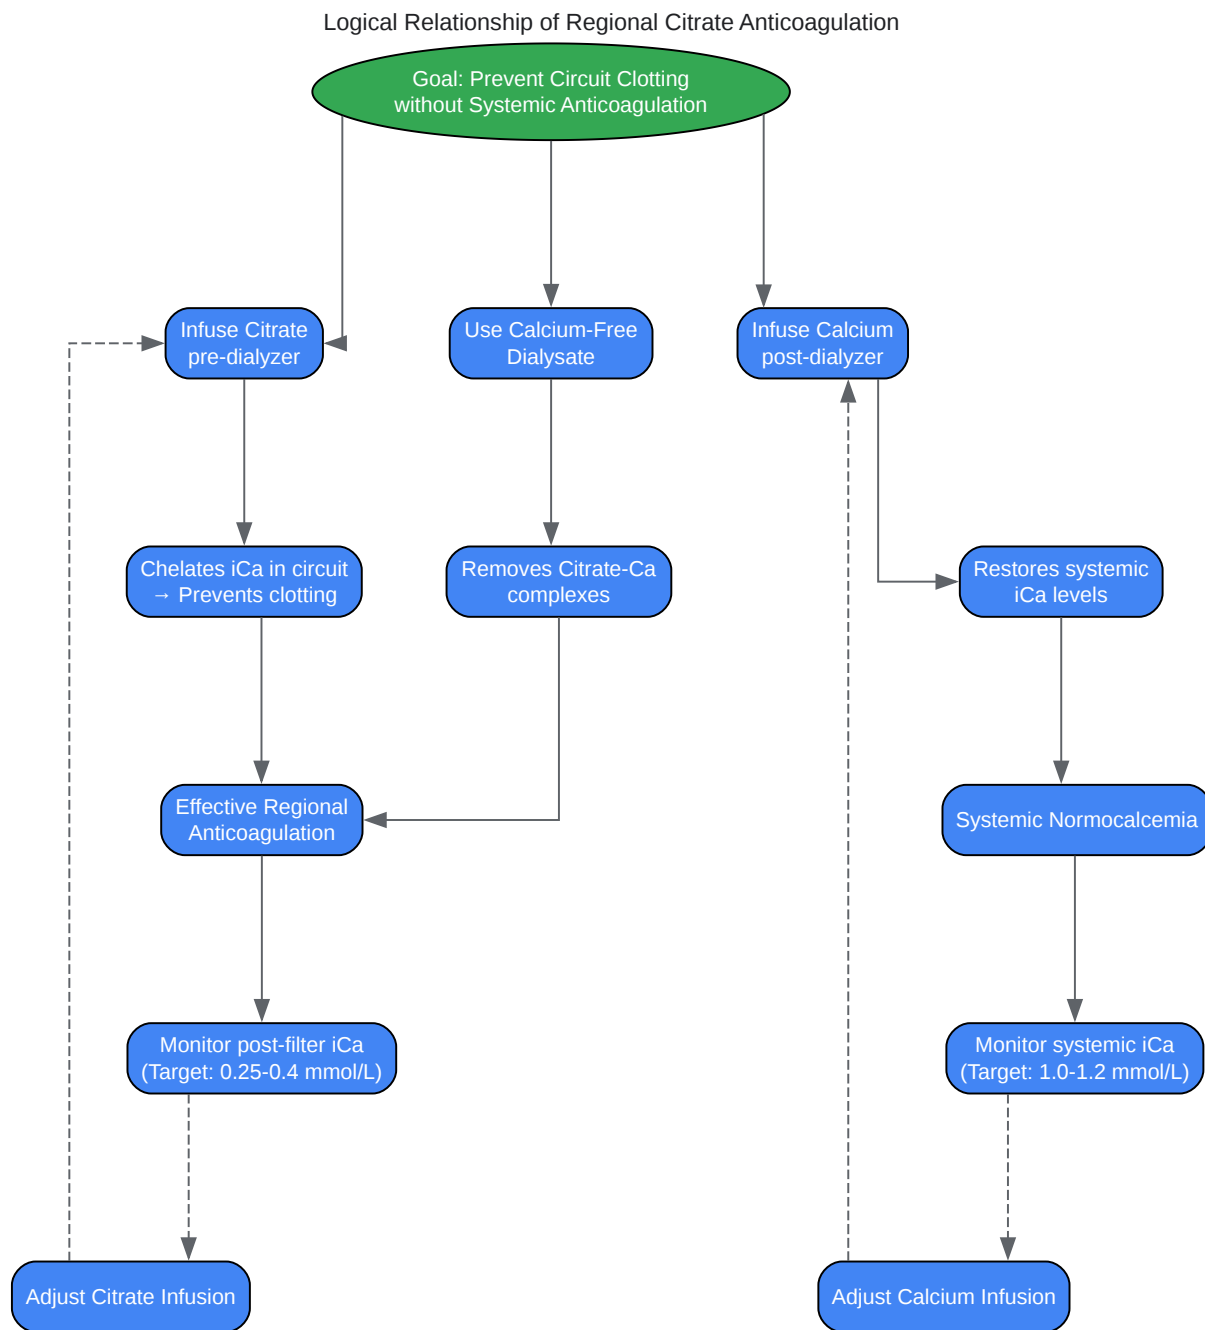 Logical Relationship of Regional Citrate Anticoagulation
Goal: Prevent Circuit Clotting
without Systemic Anticoagulation
Infuse Citrate
pre-dialyzer
Use Calcium-Free
Dialysate
Infuse Calcium
post-dialyzer
Chelates iCa in circuit
→ Prevents clotting
Removes Citrate-Ca
complexes
Restores systemic
iCa levels
Effective Regional
Anticoagulation
Systemic Normocalcemia
Monitor post-filter iCa
(Target: 0.25-0.4 mmol/L)
Monitor systemic iCa
(Target: 1.0-1.2 mmol/L)
Adjust Citrate Infusion
Adjust Calcium Infusion